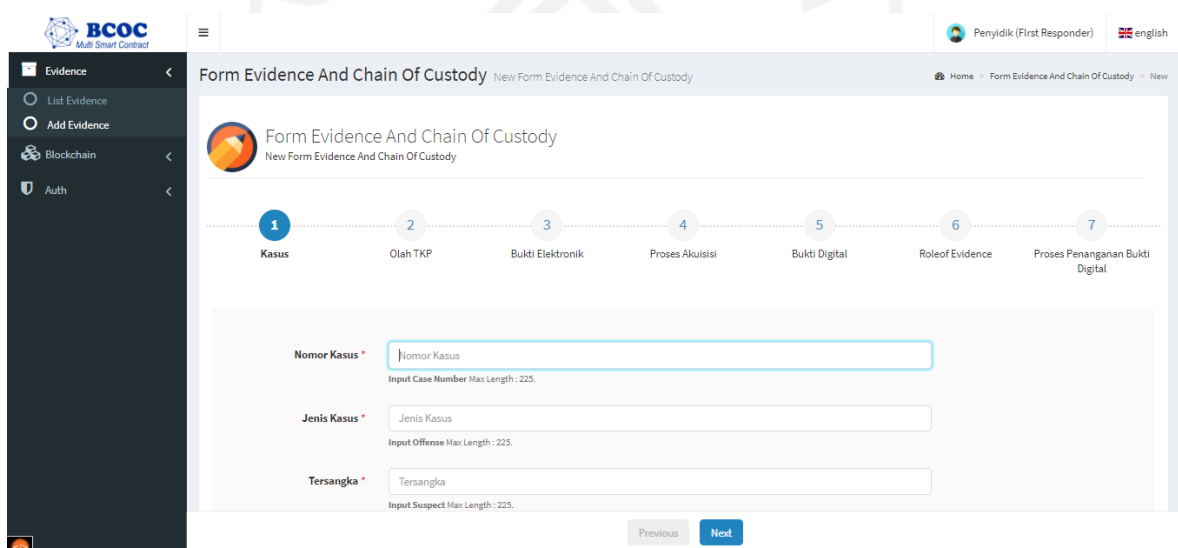 BCOC
Multi Smart Contract
Penyidik (FIrst Responder)
english
Evidence
List Evidence
Add Evidence
Blockchain
Auth
Form Evidence And Chain Of Custody New Form Evidence And Chain Of Custody
Home > Form Evidence And Chain Of Custody > New
Form Evidence And Chain Of Custody
New Form Evidence And Chain Of Custody
1
Kasus
2
Olah TKP
3
Bukti Elektronik
4
Proses Akuisisi
5
Bukti Digital
6
Roleof Evidence
7
Proses Penanganan Bukti
Digital
Nomor Kasus *
Nomor Kasus
Input Case Number Max Length : 225.
Jenis Kasus *
Jenis Kasus
Input Offense Max Length : 225.
Tersangka *
Tersangka
Input Suspect Max Length : 225.
Previous
Next